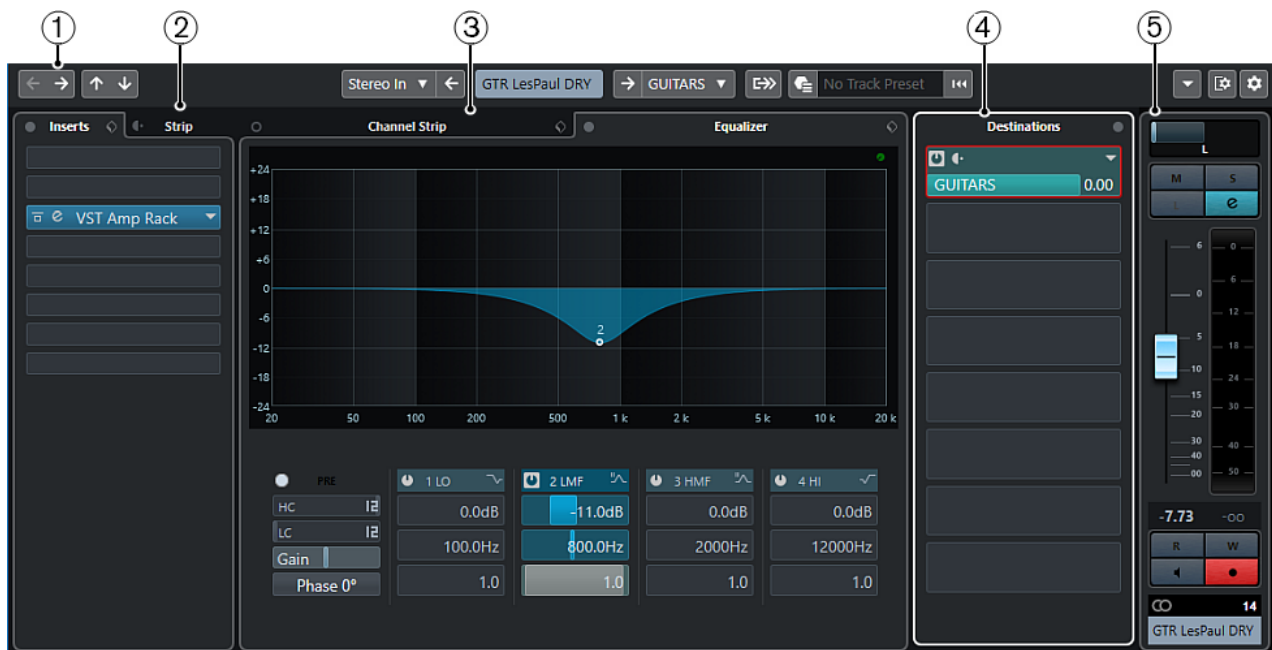 1
2
3
4
5
Stereo In
GTR LesPaul DRY
GUITARS
No Track Preset
Inserts
Strip
Channel Strip
Equalizer
Destinations
L
VST Amp Rack
GUITARS 0.00
M S
L e
+24
+18
+12
+6
0
-6
-12
-18
-24
2
20 50 100 200 500 1 k 2 k 5 k 10 k 20 k
6
0
5
10
15
20
30
40
00
0
6
12
18
24
30
40
50
PRE
HC 12
LC 12
Gain
Phase 0°
1 LO
0.0dB
100.0Hz
1.0
2 LMF
-11.0dB
800.0Hz
1.0
3 HMF
0.0dB
2000Hz
1.0
4 HI
0.0dB
12000Hz
1.0
-7.73 -oo
R W
14
GTR LesPaul DRY